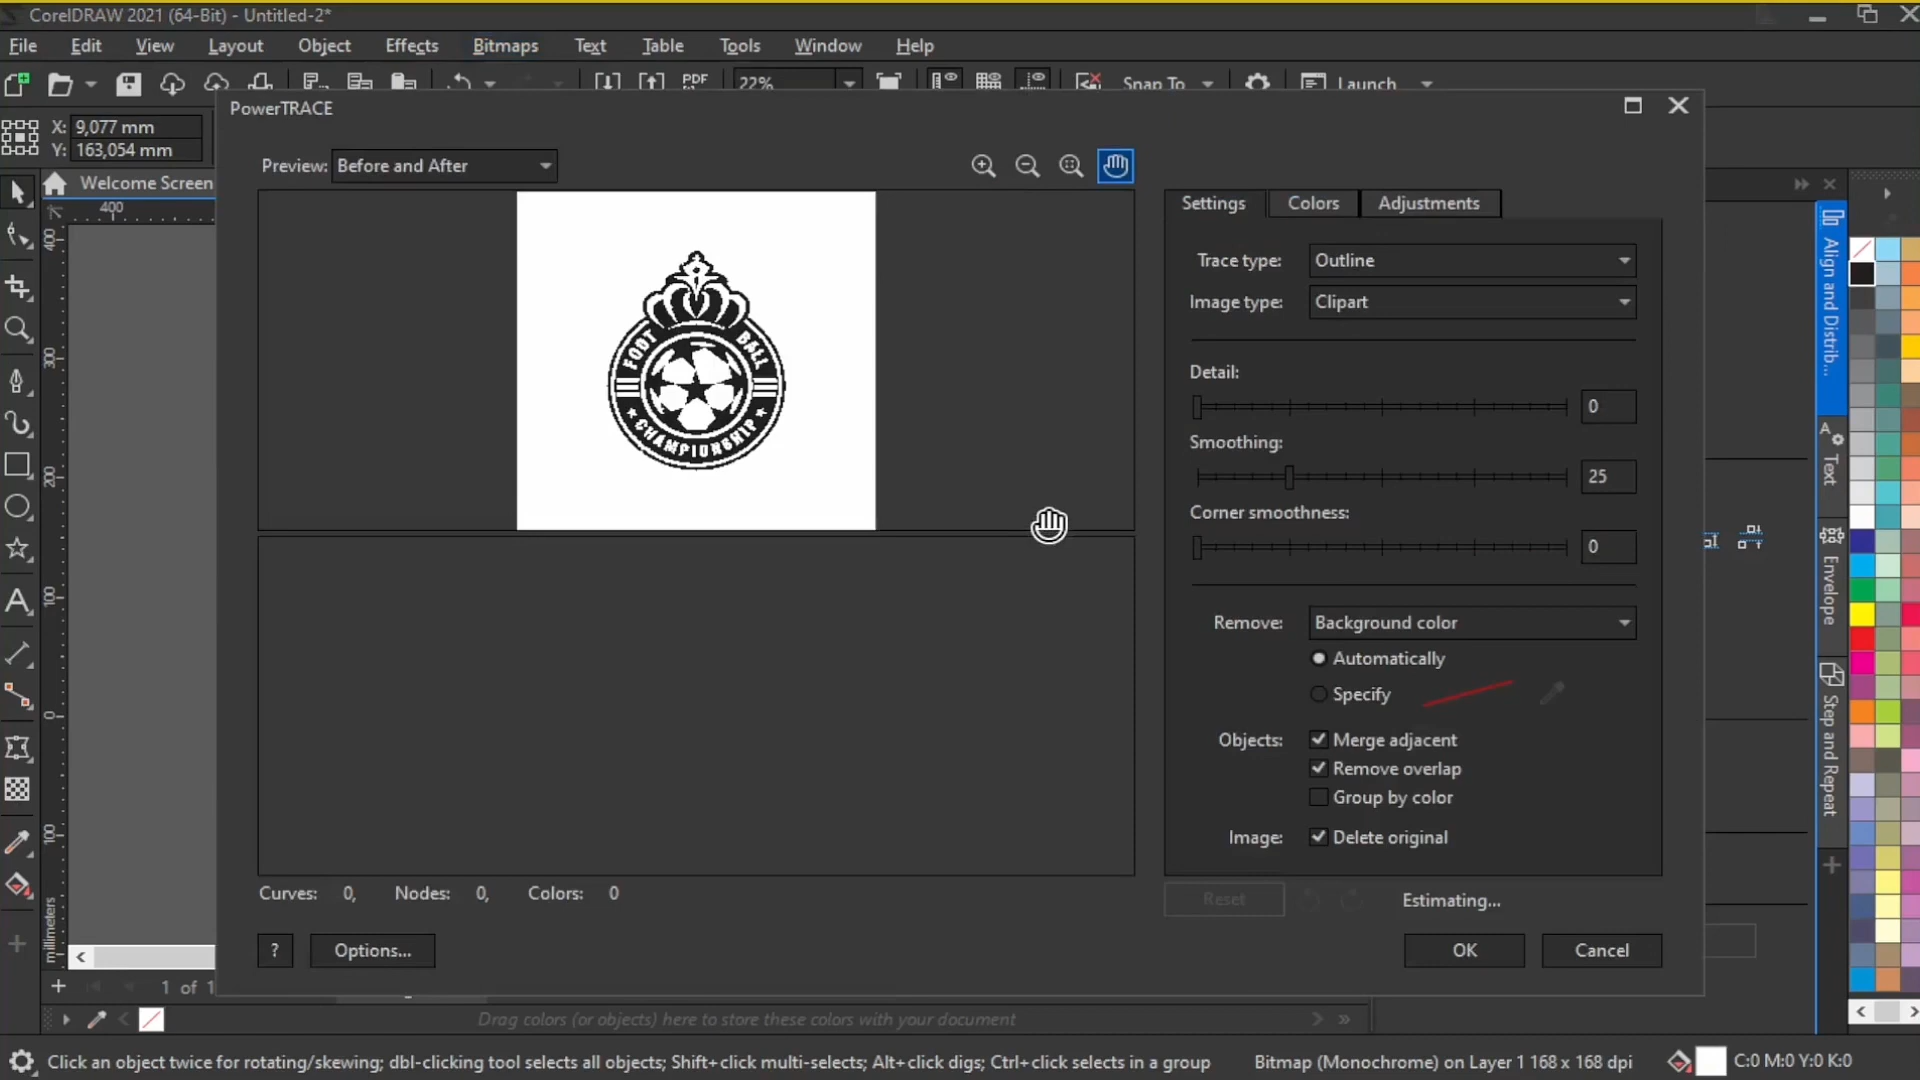 CorelDRAW 2021 (64-Bit) - Untitled-2*
File Edit View Layout Object Effects Bitmaps Text Table Tools Window Help
PDF 22% Snap To Launch
PowerTRACE
X: 9,077 mm
Y: 163,054 mm
Preview: Before and After
Welcome Screen
Settings Colors Adjustments
400
400
300
200
100
0
100
millimeters
FOOT BALL
Trace type: Outline
Image type: Clipart
Detail:
0
Smoothing:
25
Corner smoothness:
0
Remove: Background color
Automatically
Specify
Objects: Merge adjacent
Remove overlap
Group by color
Image: Delete original
Curves: 0, Nodes: 0, Colors: 0
Reset Estimating...
? Options... OK Cancel
Align and Distrib...
Text
Envelope
Step and Repeat
1 of 1
Drag colors (or objects) here to store these colors with your document
Click an object twice for rotating/skewing; dbl-clicking tool selects all objects; Shift+click multi-selects; Alt+click digs; Ctrl+click selects in a group Bitmap (Monochrome) on Layer 1 168 x 168 dpi C:0 M:0 Y:0 K:0